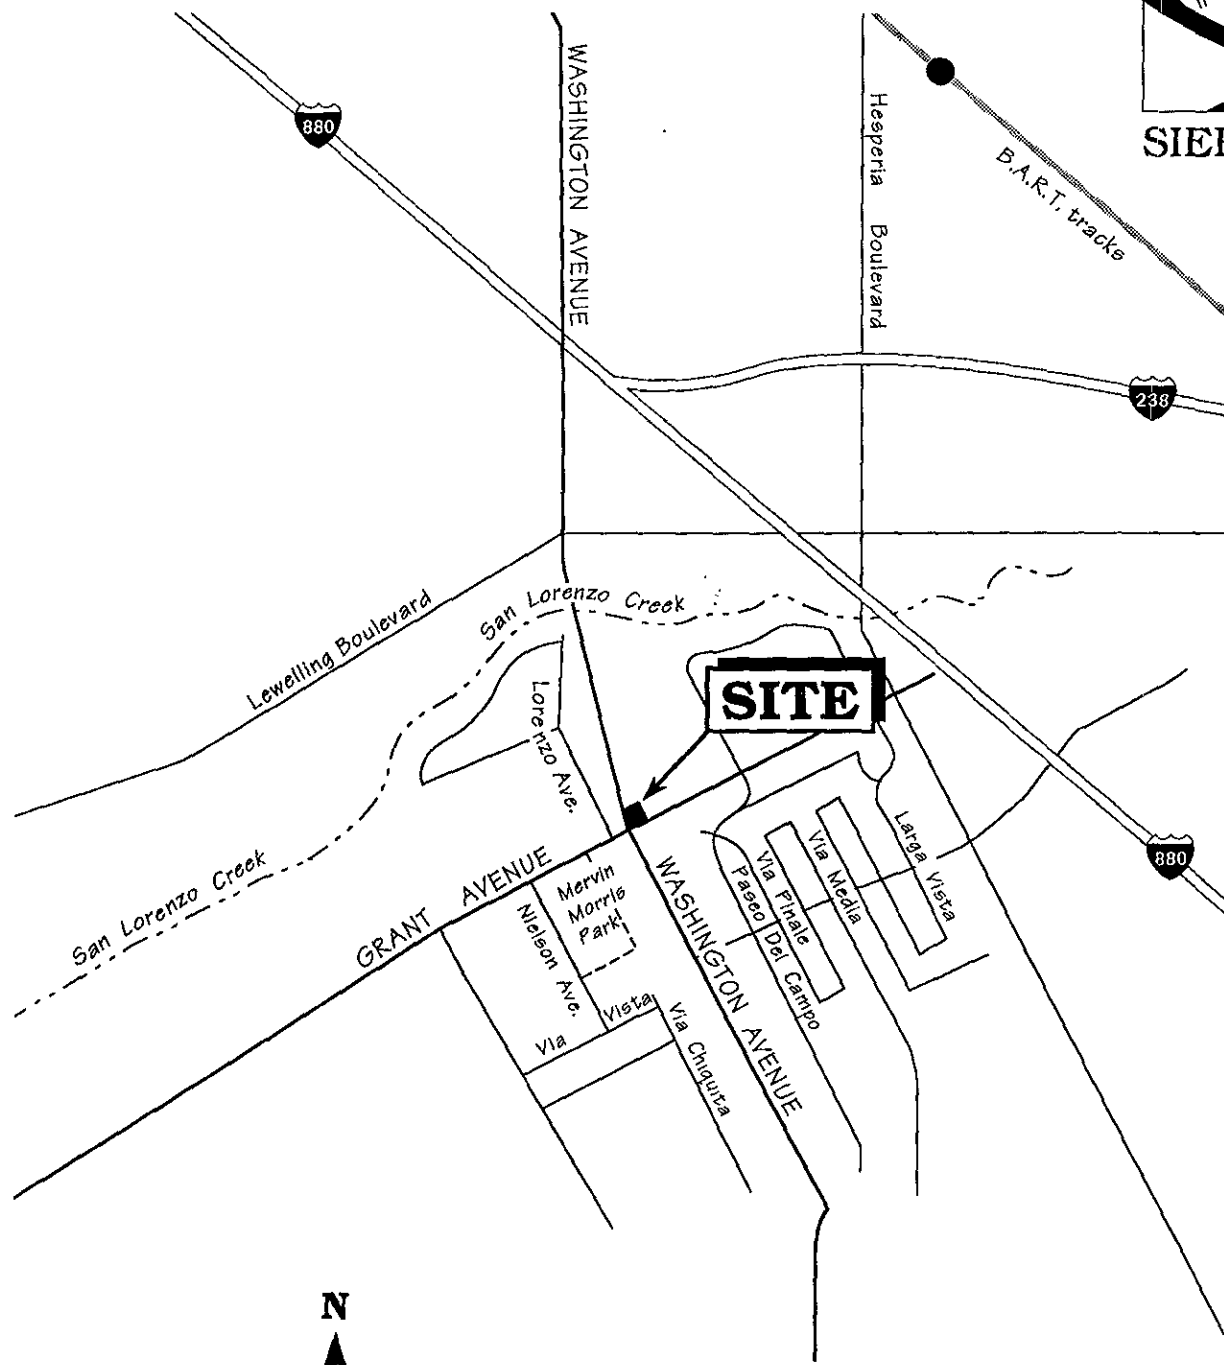 WASHINGTON AVENUE
880
Hesperia Boulevard
B.A.R.T. tracks
238
San Lorenzo Creek
Lewelling Boulevard
SITE
Lorenzo Ave.
Larga Vista
Via Media
Via Pinale
Paseo Del Campo
880
GRANT AVENUE
Mervin
Morris
Park
WASHINGTON AVENUE
Nielson Ave.
San Lorenzo Creek
Via Vista
Via Chiquita
N